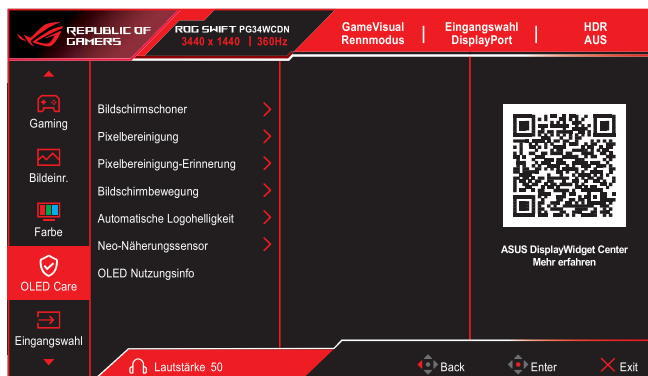 REPUBLIC OF
GAMERS
ROG SWIFT PG34WCDN
3440 x 1440 | 360Hz
GameVisual
Rennmodus
Eingangswahl
DisplayPort
HDR
AUS
Gaming
Bildeinr.
Farbe
OLED Care
Eingangswahl
Bildschirmschoner
Pixelbereinigung
Pixelbereinigung-Erinnerung
Bildschirmbewegung
Automatische Logohelligkeit
Neo-Näherungssensor
OLED Nutzungsinfo
ASUS DisplayWidget Center
Mehr erfahren
Lautstärke 50
Back
Enter
Exit